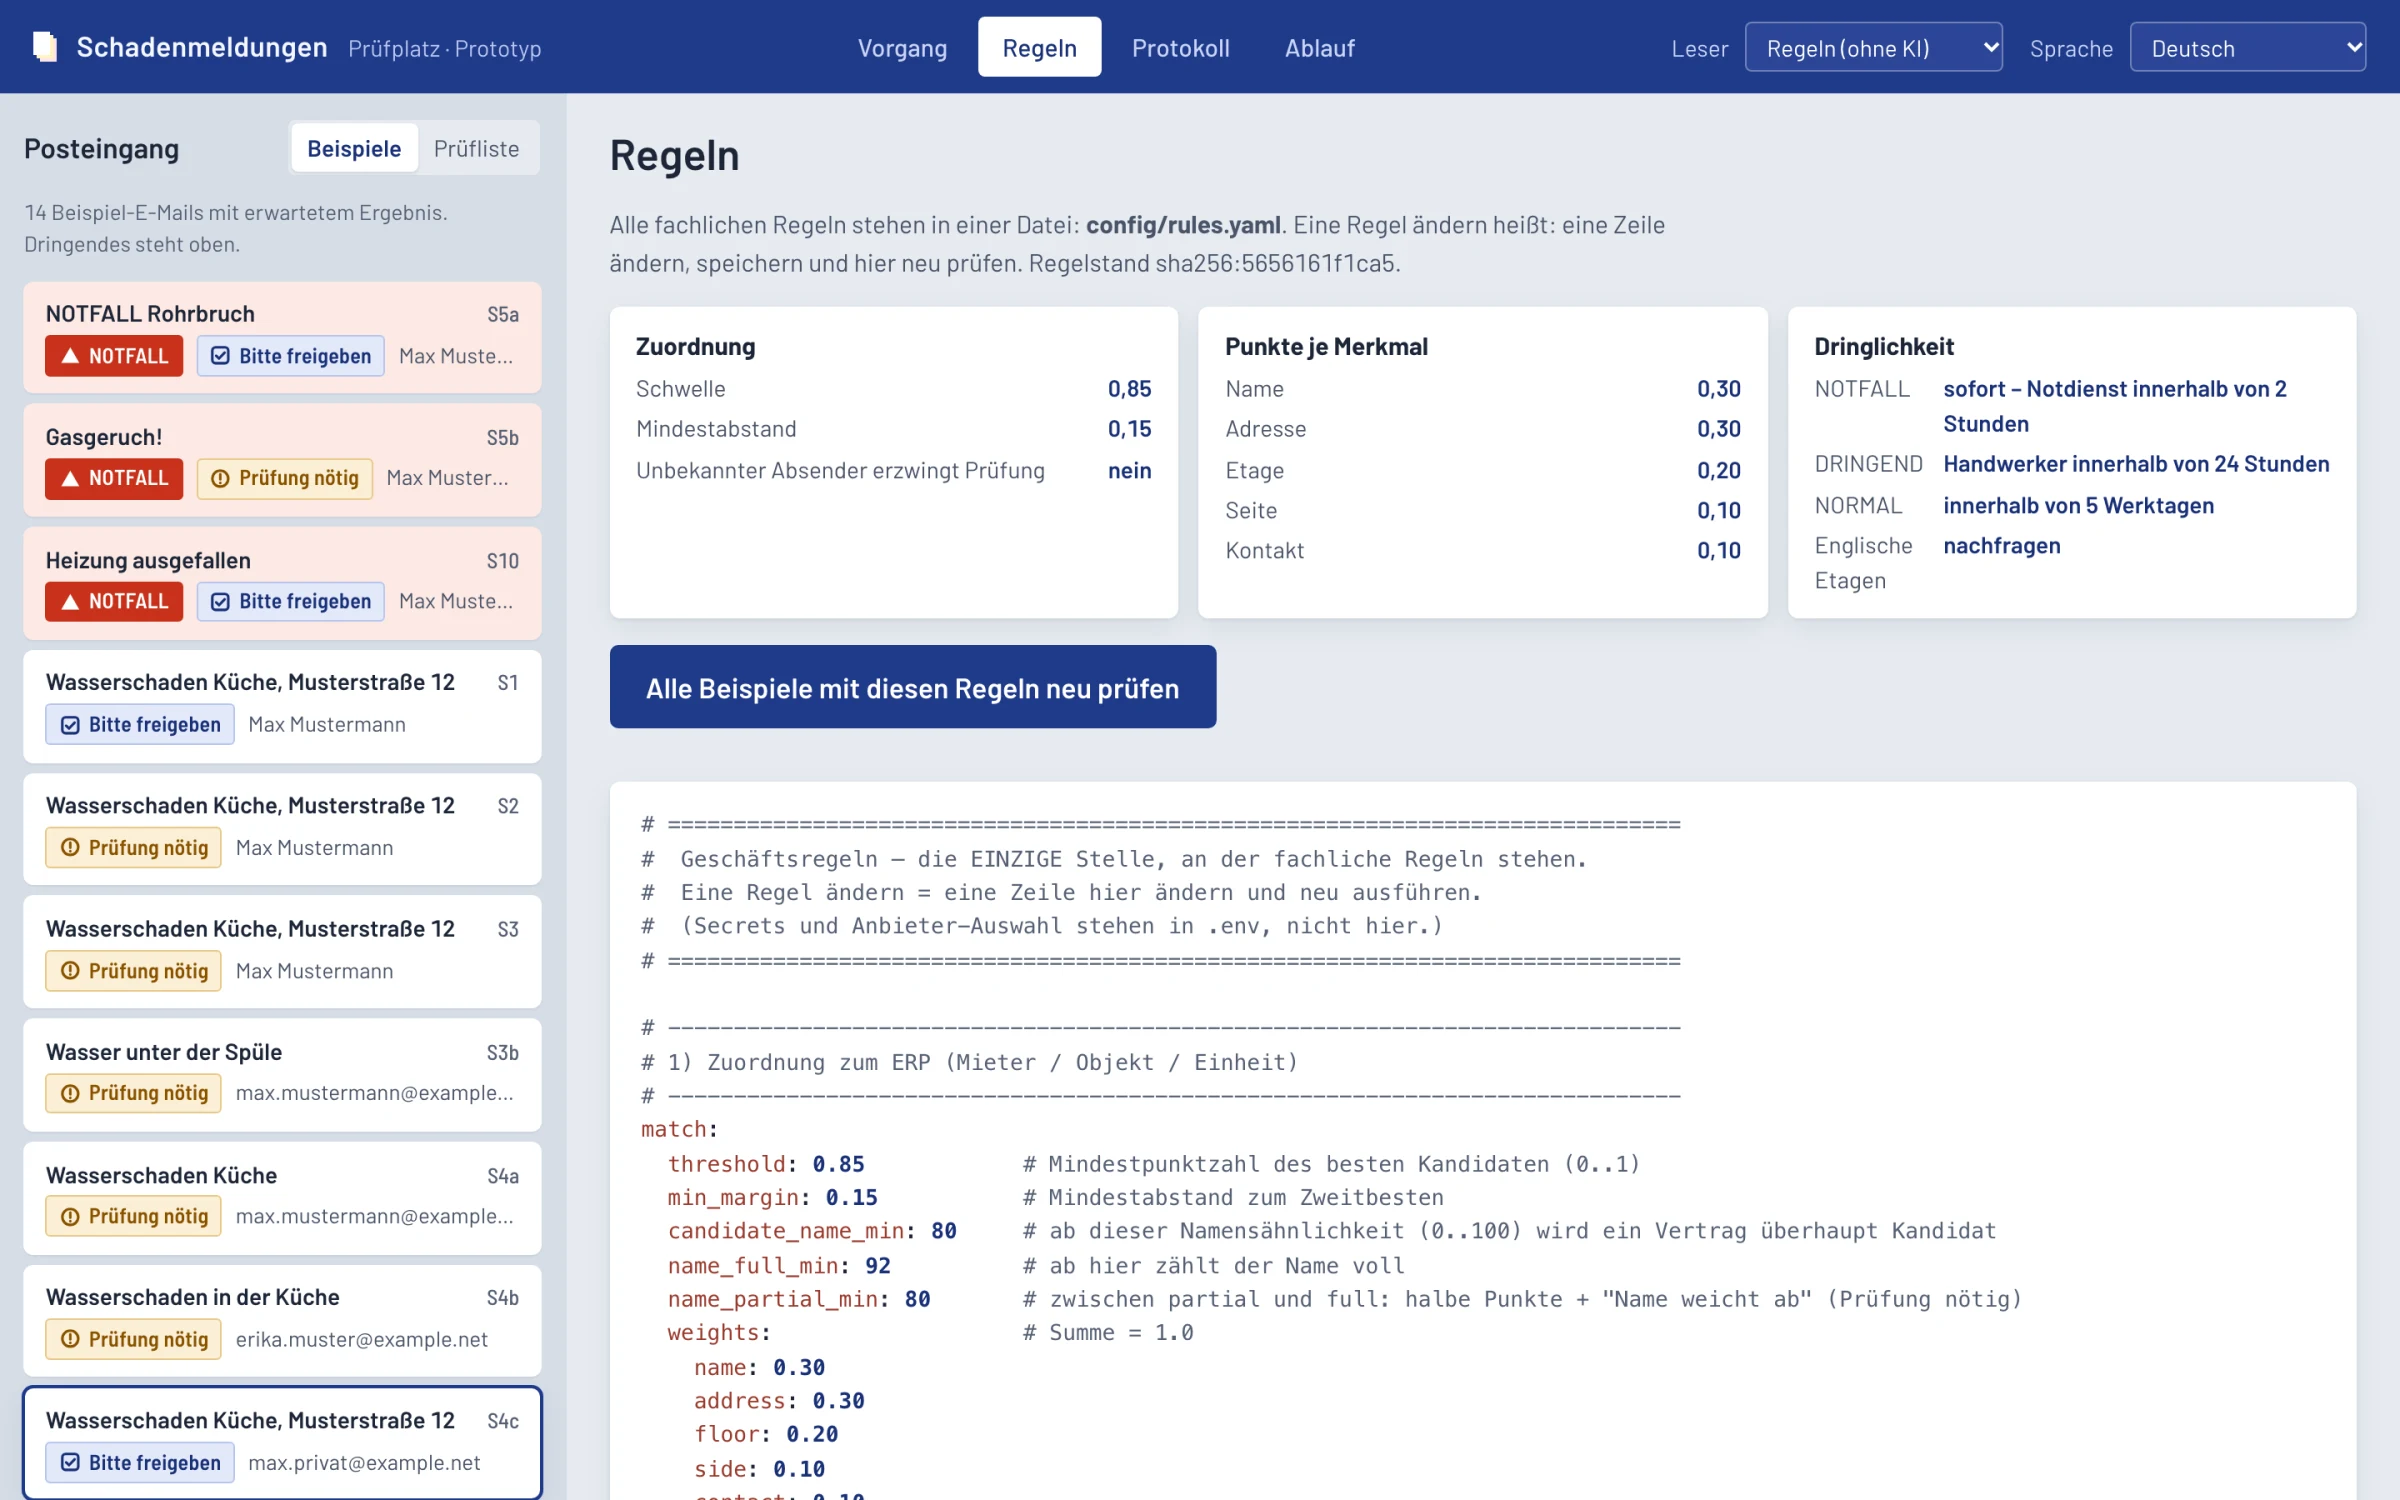 Schadenmeldungen Prüfplatz · Prototyp
Vorgang Regeln Protokoll Ablauf
Leser Regeln (ohne KI) Sprache Deutsch
Posteingang Beispiele Prüfliste
14 Beispiel-E-Mails mit erwartetem Ergebnis.
Dringendes steht oben.
NOTFALL Rohrbruch S5a
NOTFALL Bitte freigeben Max Muste...
Gasgeruch! S5b
NOTFALL Prüfung nötig Max Muster...
Heizung ausgefallen S10
NOTFALL Bitte freigeben Max Muste...
Wasserschaden Küche, Musterstraße 12 S1
Bitte freigeben Max Mustermann
Wasserschaden Küche, Musterstraße 12 S2
Prüfung nötig Max Mustermann
Wasserschaden Küche, Musterstraße 12 S3
Prüfung nötig Max Mustermann
Wasser unter der Spüle S3b
Prüfung nötig max.mustermann@example...
Wasserschaden Küche S4a
Prüfung nötig max.mustermann@example...
Wasserschaden in der Küche S4b
Prüfung nötig erika.muster@example.net
Wasserschaden Küche, Musterstraße 12 S4c
Bitte freigeben max.privat@example.net
Regeln
Alle fachlichen Regeln stehen in einer Datei: config/rules.yaml. Eine Regel ändern heißt: eine Zeile
ändern, speichern und hier neu prüfen. Regelstand sha256:5656161f1ca5.
Zuordnung
Schwelle 0,85
Mindestabstand 0,15
Unbekannter Absender erzwingt Prüfung nein
Punkte je Merkmal
Name 0,30
Adresse 0,30
Etage 0,20
Seite 0,10
Kontakt 0,10
Dringlichkeit
NOTFALL sofort – Notdienst innerhalb von 2
Stunden
DRINGEND Handwerker innerhalb von 24 Stunden
NORMAL innerhalb von 5 Werktagen
Englische nachfragen
Etagen
Alle Beispiele mit diesen Regeln neu prüfen
# =============================================================================
#  Geschäftsregeln – die EINZIGE Stelle, an der fachliche Regeln stehen.
#  Eine Regel ändern = eine Zeile hier ändern und neu ausführen.
#  (Secrets und Anbieter-Auswahl stehen in .env, nicht hier.)
# =============================================================================
# -----------------------------------------------------------------------------
# 1) Zuordnung zum ERP (Mieter / Objekt / Einheit)
# -----------------------------------------------------------------------------
match:
threshold: 0.85 # Mindestpunktzahl des besten Kandidaten (0..1)
min_margin: 0.15 # Mindestabstand zum Zweitbesten
candidate_name_min: 80 # ab dieser Namensähnlichkeit (0..100) wird ein Vertrag überhaupt Kandidat
name_full_min: 92 # ab hier zählt der Name voll
name_partial_min: 80 # zwischen partial und full: halbe Punkte + "Name weicht ab" (Prüfung nötig)
weights: # Summe = 1.0
name: 0.30
address: 0.30
floor: 0.20
side: 0.10
contact: 0.10